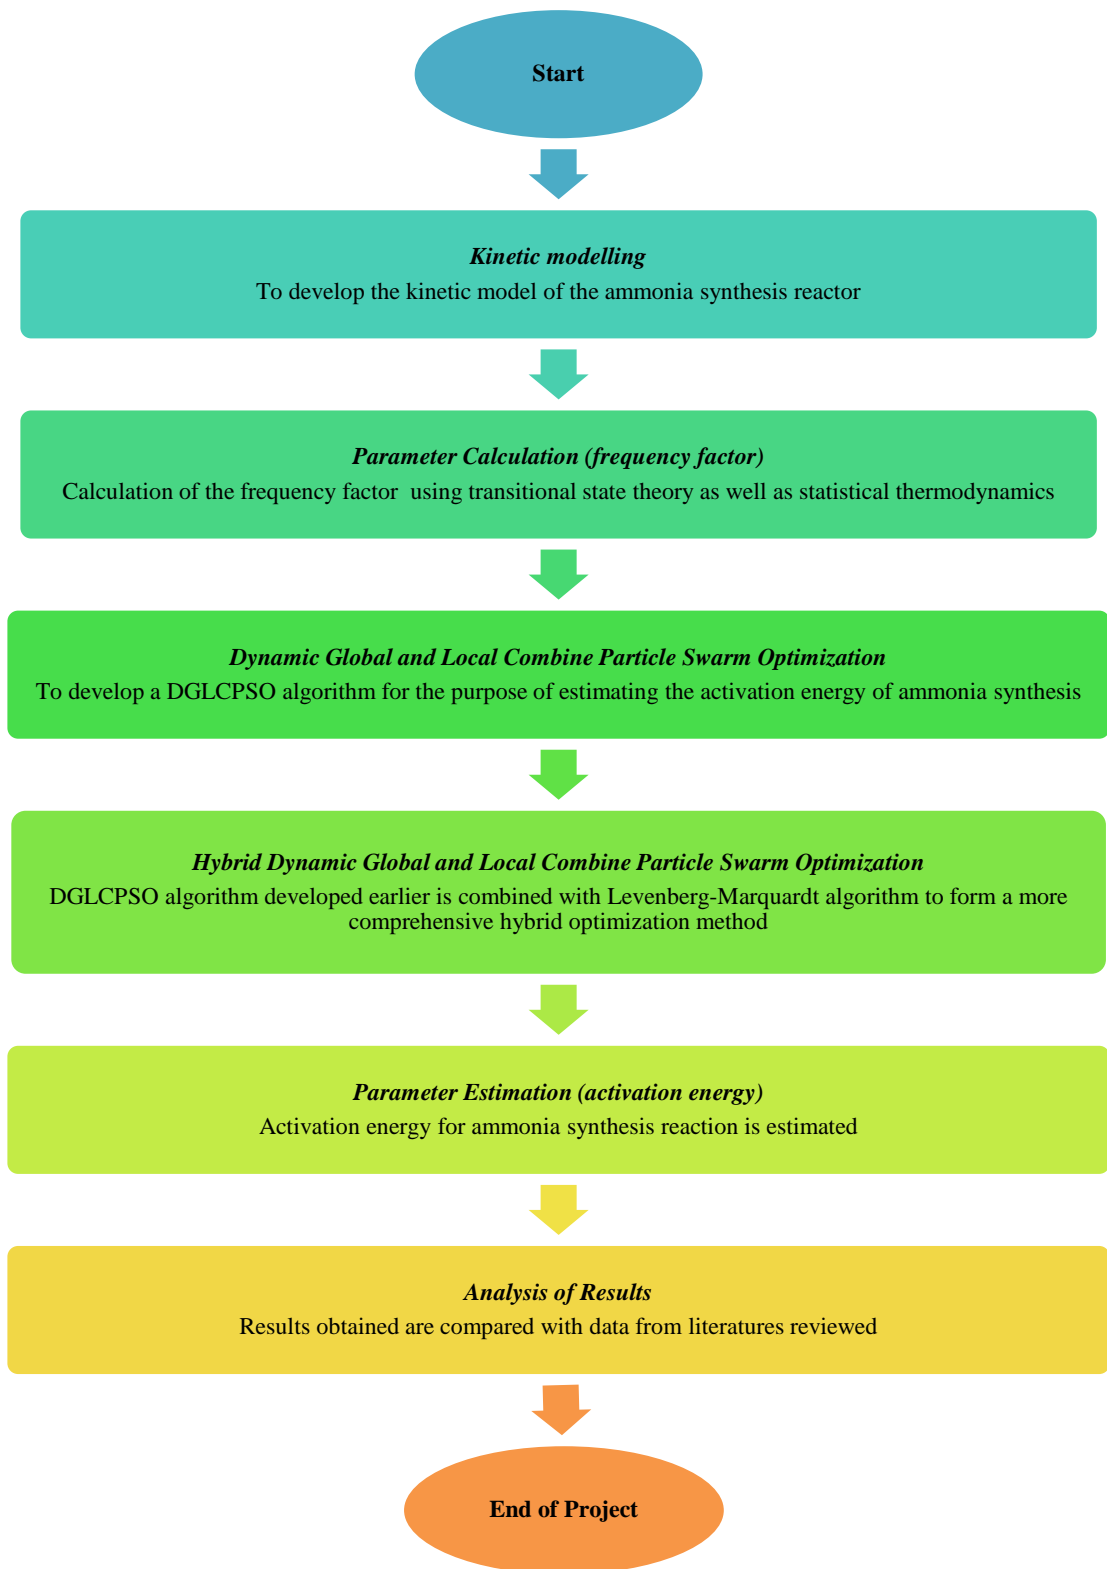 Start
Kinetic modelling
To develop the kinetic model of the ammonia synthesis reactor
Parameter Calculation (frequency factor)
Calculation of the frequency factor  using transitional state theory as well as statistical thermodynamics
Dynamic Global and Local Combine Particle Swarm Optimization
To develop a DGLCPSO algorithm for the purpose of estimating the activation energy of ammonia synthesis
Hybrid Dynamic Global and Local Combine Particle Swarm Optimization
DGLCPSO algorithm developed earlier is combined with Levenberg-Marquardt algorithm to form a more
comprehensive hybrid optimization method
Parameter Estimation (activation energy)
Activation energy for ammonia synthesis reaction is estimated
Analysis of Results
Results obtained are compared with data from literatures reviewed
End of Project